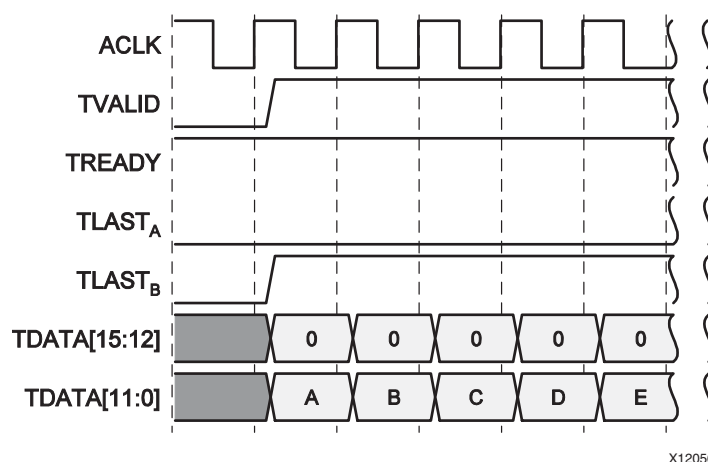 ACLK
TVALID
TREADY
TLASTA
TLASTB
TDATA[15:12] 0 0 0 0 0
TDATA[11:0] A B C D E